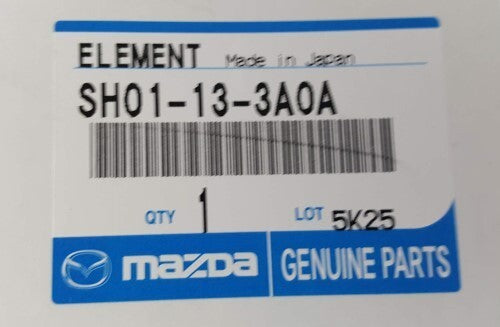 ELEMENT Made in Japan
SH01-13-3A0A
QTY 1 LOT 5K25
mazda GENUINE PARTS